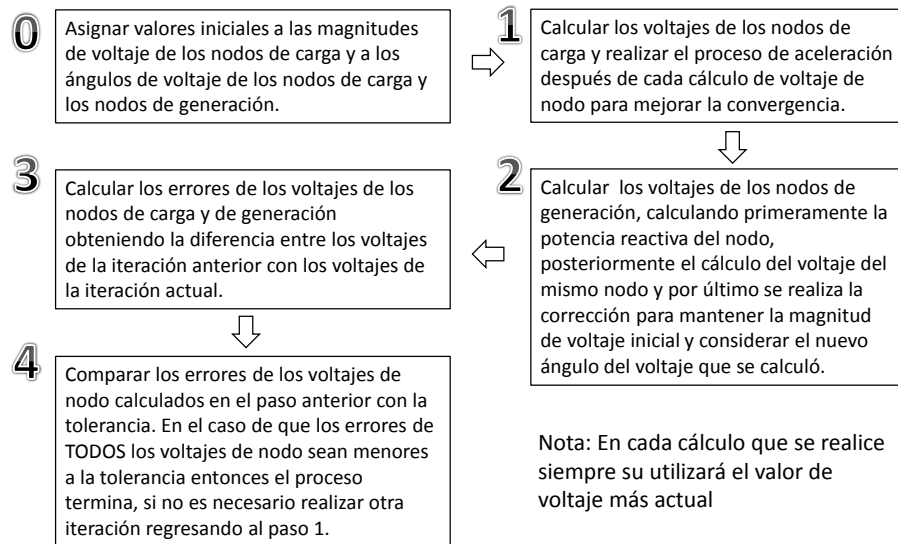 0
Asignar valores iniciales a las magnitudes
de voltaje de los nodos de carga y a los
ángulos de voltaje de los nodos de carga y
los nodos de generación.
1
Calcular los voltajes de los nodos de
carga y realizar el proceso de aceleración
después de cada cálculo de voltaje de
nodo para mejorar la convergencia.
2
Calcular los voltajes de los nodos de
generación, calculando primeramente la
potencia reactiva del nodo,
posteriormente el cálculo del voltaje del
mismo nodo y por último se realiza la
corrección para mantener la magnitud
de voltaje inicial y considerar el nuevo
ángulo del voltaje que se calculó.
3
Calcular los errores de los voltajes de los
nodos de carga y de generación
obteniendo la diferencia entre los voltajes
de la iteración anterior con los voltajes de
la iteración actual.
4
Comparar los errores de los voltajes de
nodo calculados en el paso anterior con la
tolerancia. En el caso de que los errores de
TODOS los voltajes de nodo sean menores
a la tolerancia entonces el proceso
termina, si no es necesario realizar otra
iteración regresando al paso 1.
Nota: En cada cálculo que se realice
siempre su utilizará el valor de
voltaje más actual